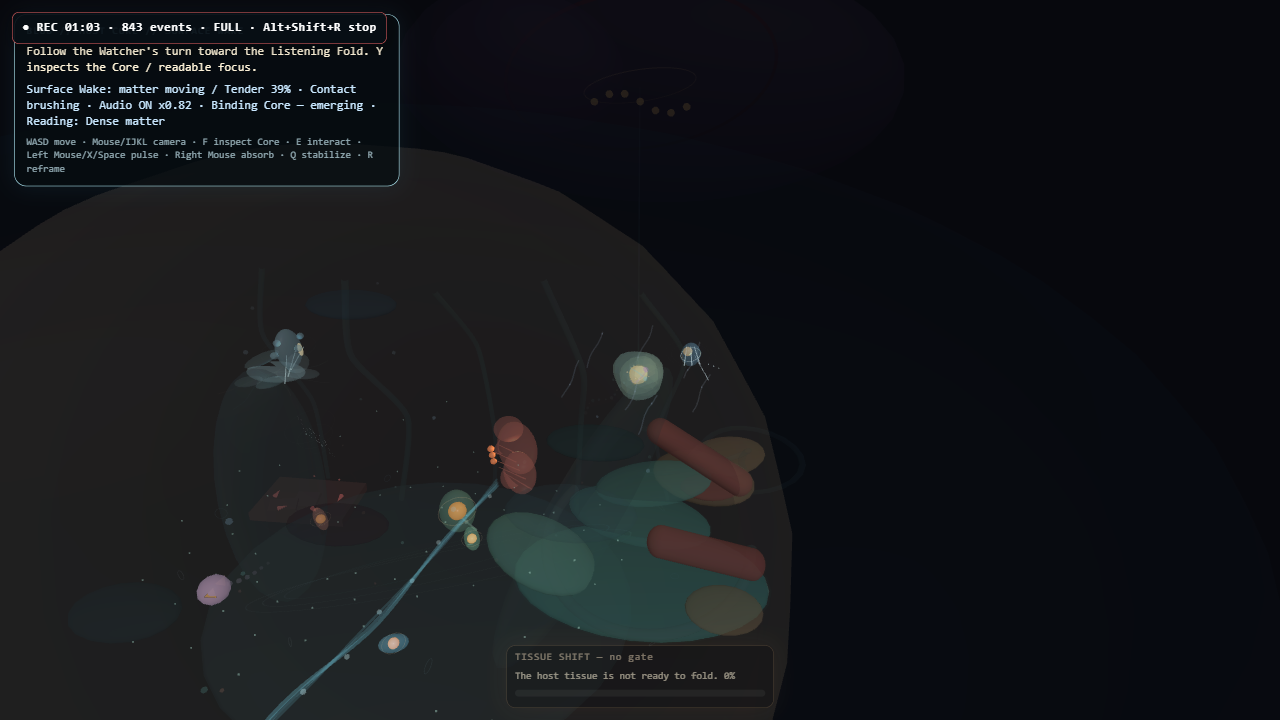 ● REC 01:03 · 843 events · FULL · Alt+Shift+R stop
Follow the Watcher's turn toward the Listening Fold. Y
inspects the Core / readable focus.
Surface Wake: matter moving / Tender 39% · Contact
brushing · Audio ON x0.82 · Binding Core — emerging ·
Reading: Dense matter
WASD move · Mouse/IJKL camera · F inspect Core · E interact ·
Left Mouse/X/Space pulse · Right Mouse absorb · Q stabilize · R
reframe
TISSUE SHIFT — no gate
The host tissue is not ready to fold. 0%